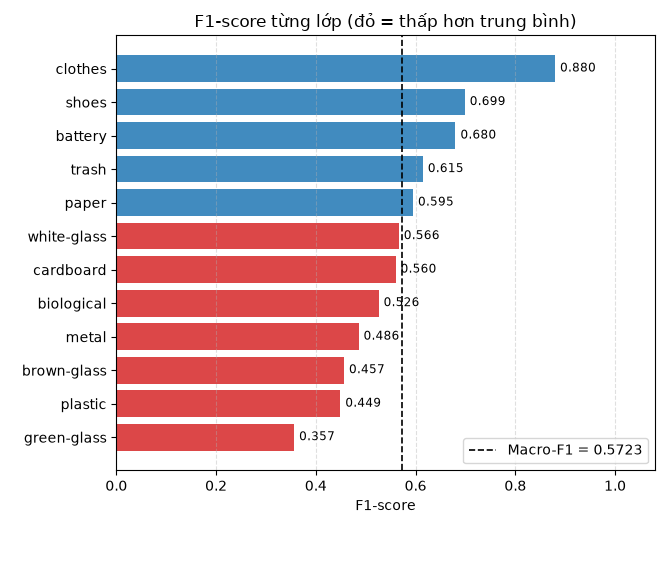 F1-score từng lớp (đỏ = thấp hơn trung bình)
clothes 0.880
shoes 0.699
battery 0.680
trash 0.615
paper 0.595
white-glass 0.566
cardboard 0.560
biological 0.526
metal 0.486
brown-glass 0.457
plastic 0.449
green-glass 0.357
Macro-F1 = 0.5723
0.0 0.2 0.4 0.6 0.8 1.0
F1-score